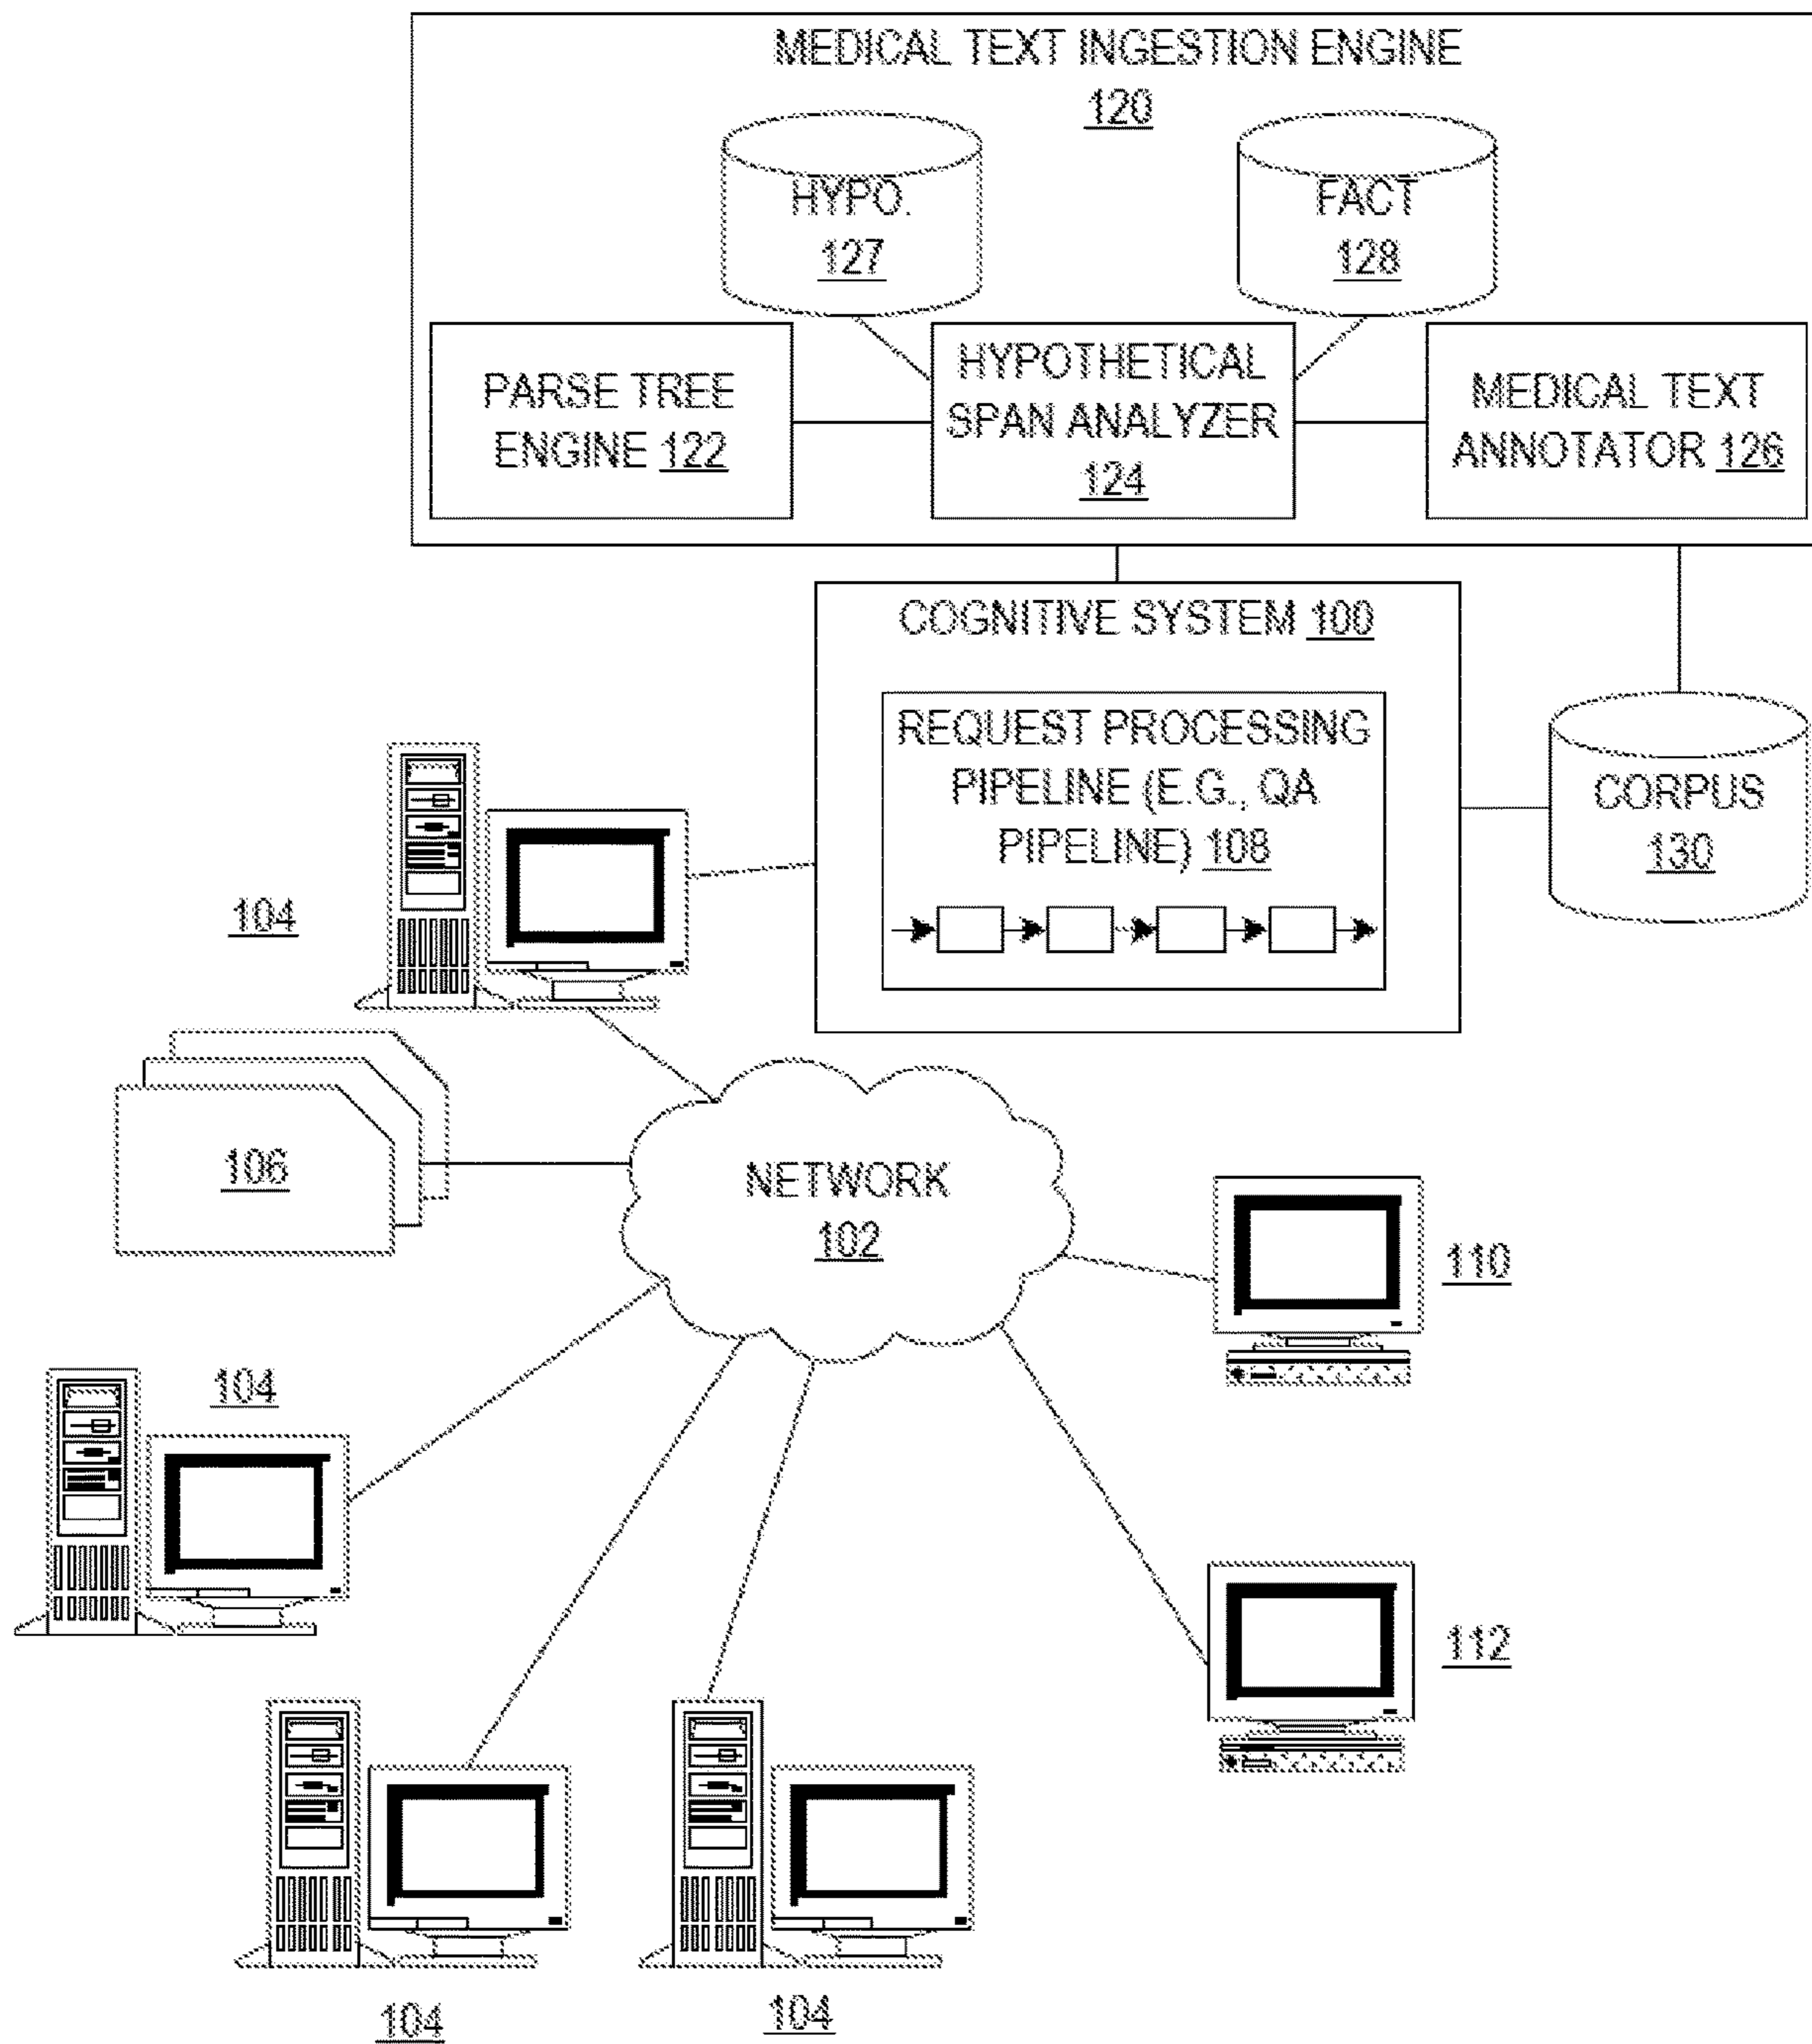 MEDICAL TEXT INGESTION ENGINE
120
HYPO.
127
FACT
128
PARSE TREE
ENGINE 122
HYPOTHETICAL
SPAN ANALYZER
124
MEDICAL TEXT
ANNOTATOR 126
COGNITIVE SYSTEM 100
REQUEST PROCESSING
PIPELINE (E.G., QA
PIPELINE) 108
CORPUS
130
104
106
NETWORK
102
110
104
112
104
104